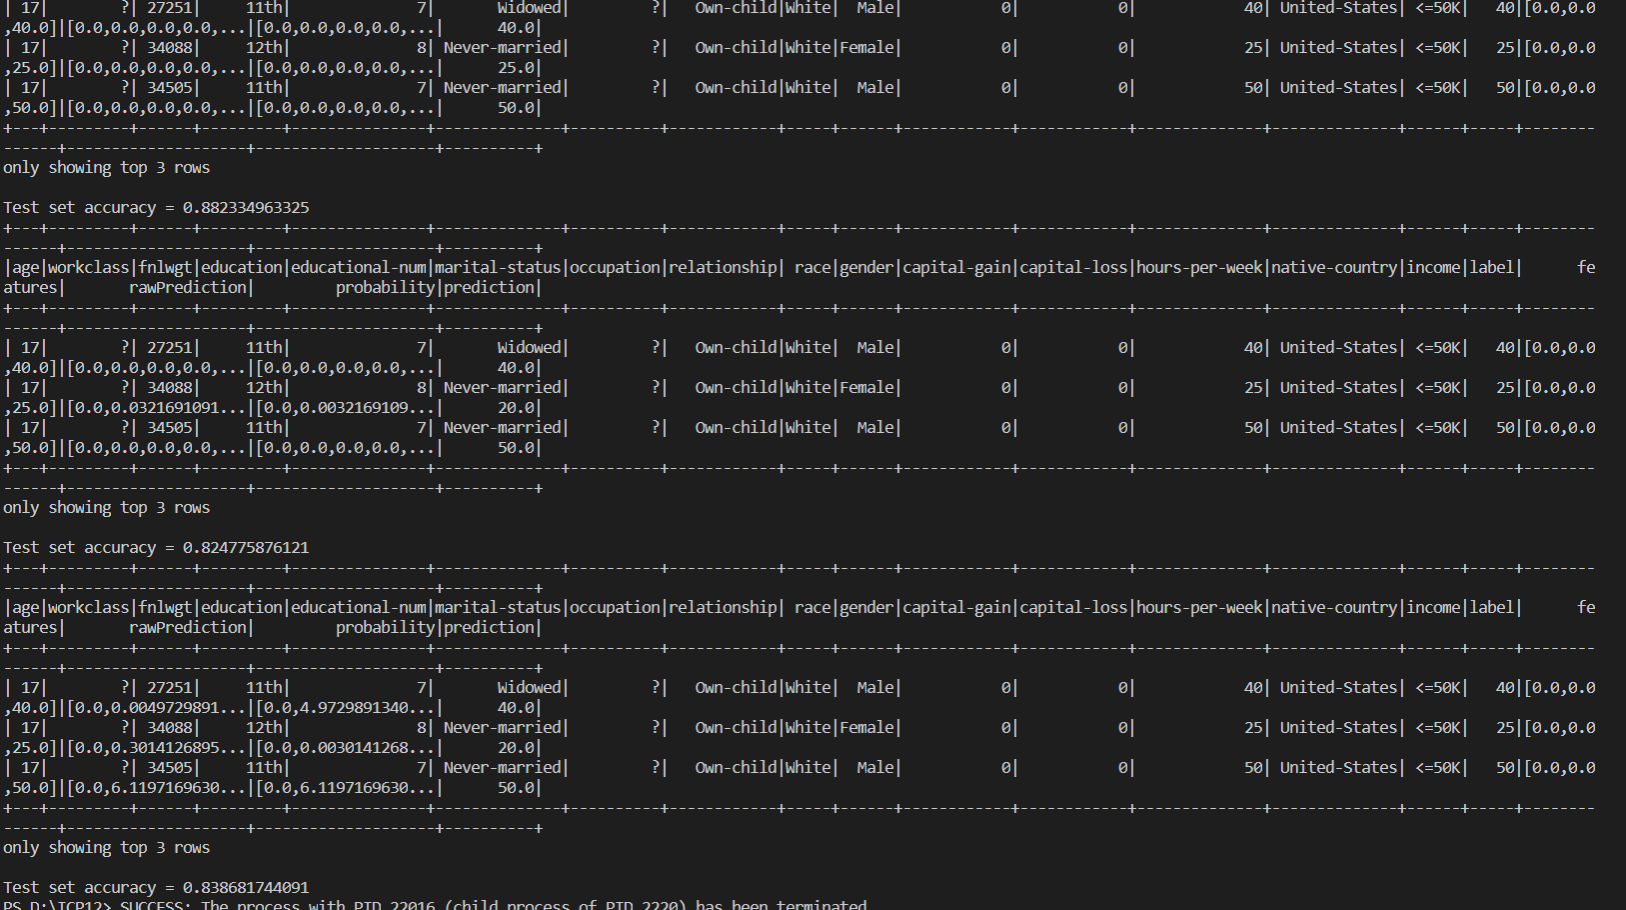 | 17|        ?| 27251|     11th|              7|       Widowed|         ?|   Own-child|White|  Male|           0|           0|            40| United-States| <=50K|   40|[0.0,0.0
,40.0]|[0.0,0.0,0.0,0.0,...|[0.0,0.0,0.0,0.0,...|      40.0|
| 17|        ?| 34088|     12th|              8| Never-married|         ?|   Own-child|White|Female|           0|           0|            25| United-States| <=50K|   25|[0.0,0.0
,25.0]|[0.0,0.0,0.0,0.0,...|[0.0,0.0,0.0,0.0,...|      25.0|
| 17|        ?| 34505|     11th|              7| Never-married|         ?|   Own-child|White|  Male|           0|           0|            50| United-States| <=50K|   50|[0.0,0.0
,50.0]|[0.0,0.0,0.0,0.0,...|[0.0,0.0,0.0,0.0,...|      50.0|
+---+---------+------+---------+---------------+--------------+----------+------------+-----+------+------------+------------+--------------+--------------+------+-----+--------
------+--------------------+--------------------+----------+
only showing top 3 rows
Test set accuracy = 0.882334963325
+---+---------+------+---------+---------------+--------------+----------+------------+-----+------+------------+------------+--------------+--------------+------+-----+--------
------+--------------------+--------------------+----------+
|age|workclass|fnlwgt|education|educational-num|marital-status|occupation|relationship| race|gender|capital-gain|capital-loss|hours-per-week|native-country|income|label|      fe
atures|       rawPrediction|         probability|prediction|
+---+---------+------+---------+---------------+--------------+----------+------------+-----+------+------------+------------+--------------+--------------+------+-----+--------
------+--------------------+--------------------+----------+
| 17|        ?| 27251|     11th|              7|       Widowed|         ?|   Own-child|White|  Male|           0|           0|            40| United-States| <=50K|   40|[0.0,0.0
,40.0]|[0.0,0.0,0.0,0.0,...|[0.0,0.0,0.0,0.0,...|      40.0|
| 17|        ?| 34088|     12th|              8| Never-married|         ?|   Own-child|White|Female|           0|           0|            25| United-States| <=50K|   25|[0.0,0.0
,25.0]|[0.0,0.0321691091...|[0.0,0.0032169109...|      20.0|
| 17|        ?| 34505|     11th|              7| Never-married|         ?|   Own-child|White|  Male|           0|           0|            50| United-States| <=50K|   50|[0.0,0.0
,50.0]|[0.0,0.0,0.0,0.0,...|[0.0,0.0,0.0,0.0,...|      50.0|
+---+---------+------+---------+---------------+--------------+----------+------------+-----+------+------------+------------+--------------+--------------+------+-----+--------
------+--------------------+--------------------+----------+
only showing top 3 rows
Test set accuracy = 0.824775876121
+---+---------+------+---------+---------------+--------------+----------+------------+-----+------+------------+------------+--------------+--------------+------+-----+--------
------+--------------------+--------------------+----------+
|age|workclass|fnlwgt|education|educational-num|marital-status|occupation|relationship| race|gender|capital-gain|capital-loss|hours-per-week|native-country|income|label|      fe
atures|       rawPrediction|         probability|prediction|
+---+---------+------+---------+---------------+--------------+----------+------------+-----+------+------------+------------+--------------+--------------+------+-----+--------
------+--------------------+--------------------+----------+
| 17|        ?| 27251|     11th|              7|       Widowed|         ?|   Own-child|White|  Male|           0|           0|            40| United-States| <=50K|   40|[0.0,0.0
,40.0]|[0.0,0.0049729891...|[0.0,4.9729891340...|      40.0|
| 17|        ?| 34088|     12th|              8| Never-married|         ?|   Own-child|White|Female|           0|           0|            25| United-States| <=50K|   25|[0.0,0.0
,25.0]|[0.0,0.3014126895...|[0.0,0.0030141268...|      20.0|
| 17|        ?| 34505|     11th|              7| Never-married|         ?|   Own-child|White|  Male|           0|           0|            50| United-States| <=50K|   50|[0.0,0.0
,50.0]|[0.0,6.1197169630...|[0.0,6.1197169630...|      50.0|
+---+---------+------+---------+---------------+--------------+----------+------------+-----+------+------------+------------+--------------+--------------+------+-----+--------
------+--------------------+--------------------+----------+
only showing top 3 rows
Test set accuracy = 0.838681744091
PS D:\ICP12> SUCCESS: The process with PID 22016 (child process of PID 2220) has been terminated.